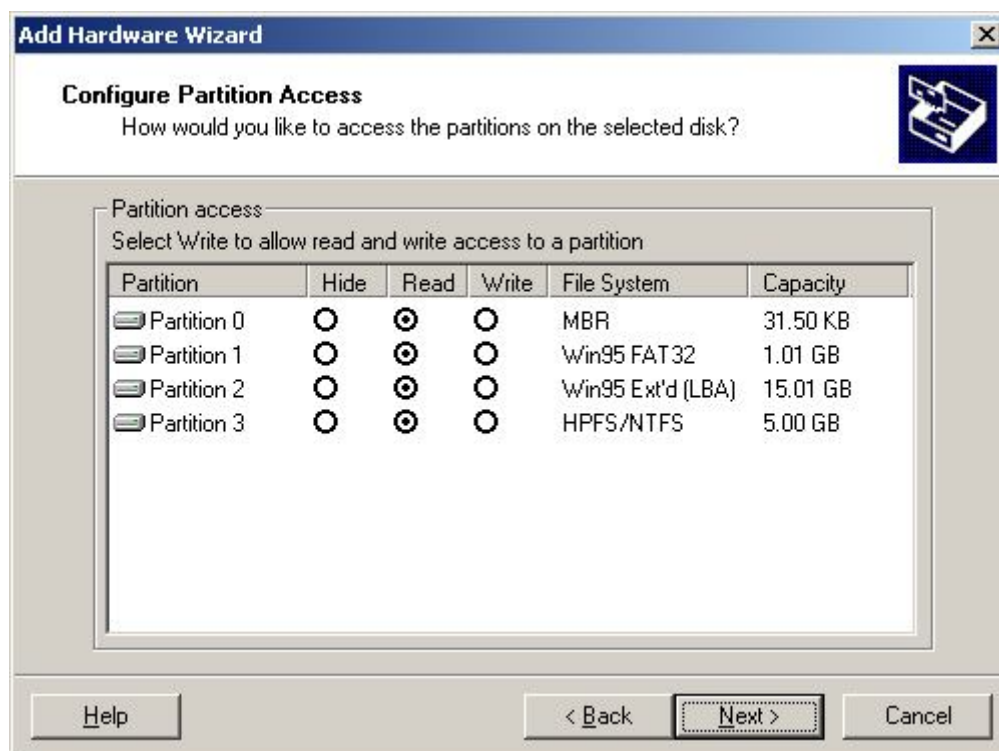 Add Hardware Wizard
Configure Partition Access
How would you like to access the partitions on the selected disk?
Partition access
Select Write to allow read and write access to a partition
Partition Hide Read Write File System Capacity
Partition 0 MBR 31.50 KB
Partition 1 Win95 FAT32 1.01 GB
Partition 2 Win95 Ext'd (LBA) 15.01 GB
Partition 3 HPFS/NTFS 5.00 GB
Help < Back Next > Cancel